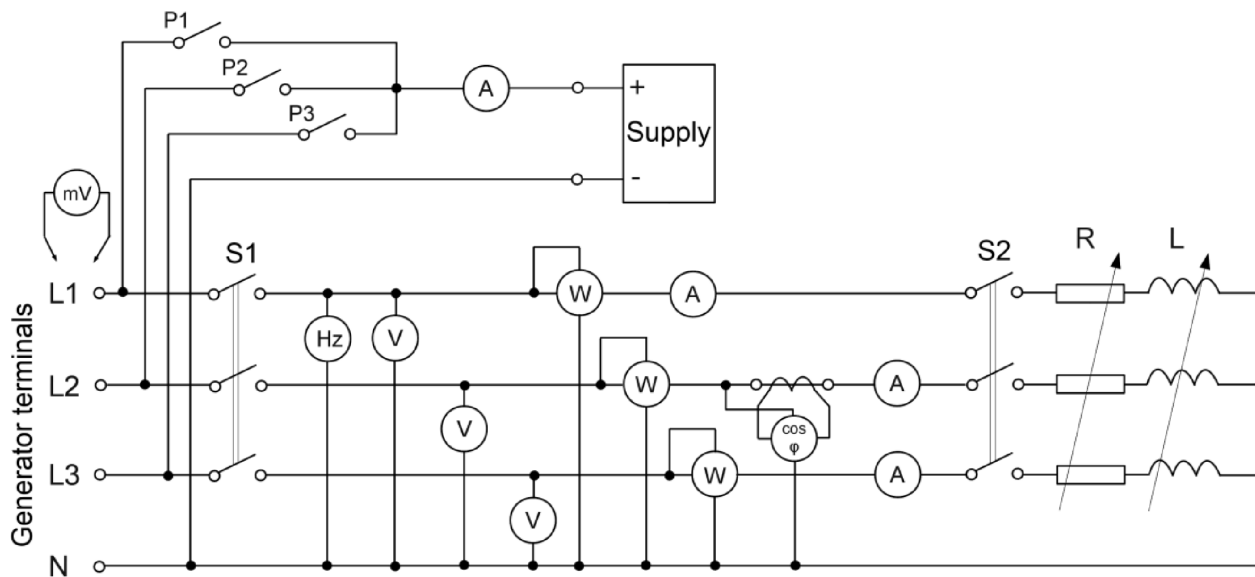 P1
P2
P3
A
+
Supply
-
mV
S1
S2
R
L
Generator terminals
L1
W
A
Hz
V
L2
W
A
V
cos
φ
L3
W
A
V
N